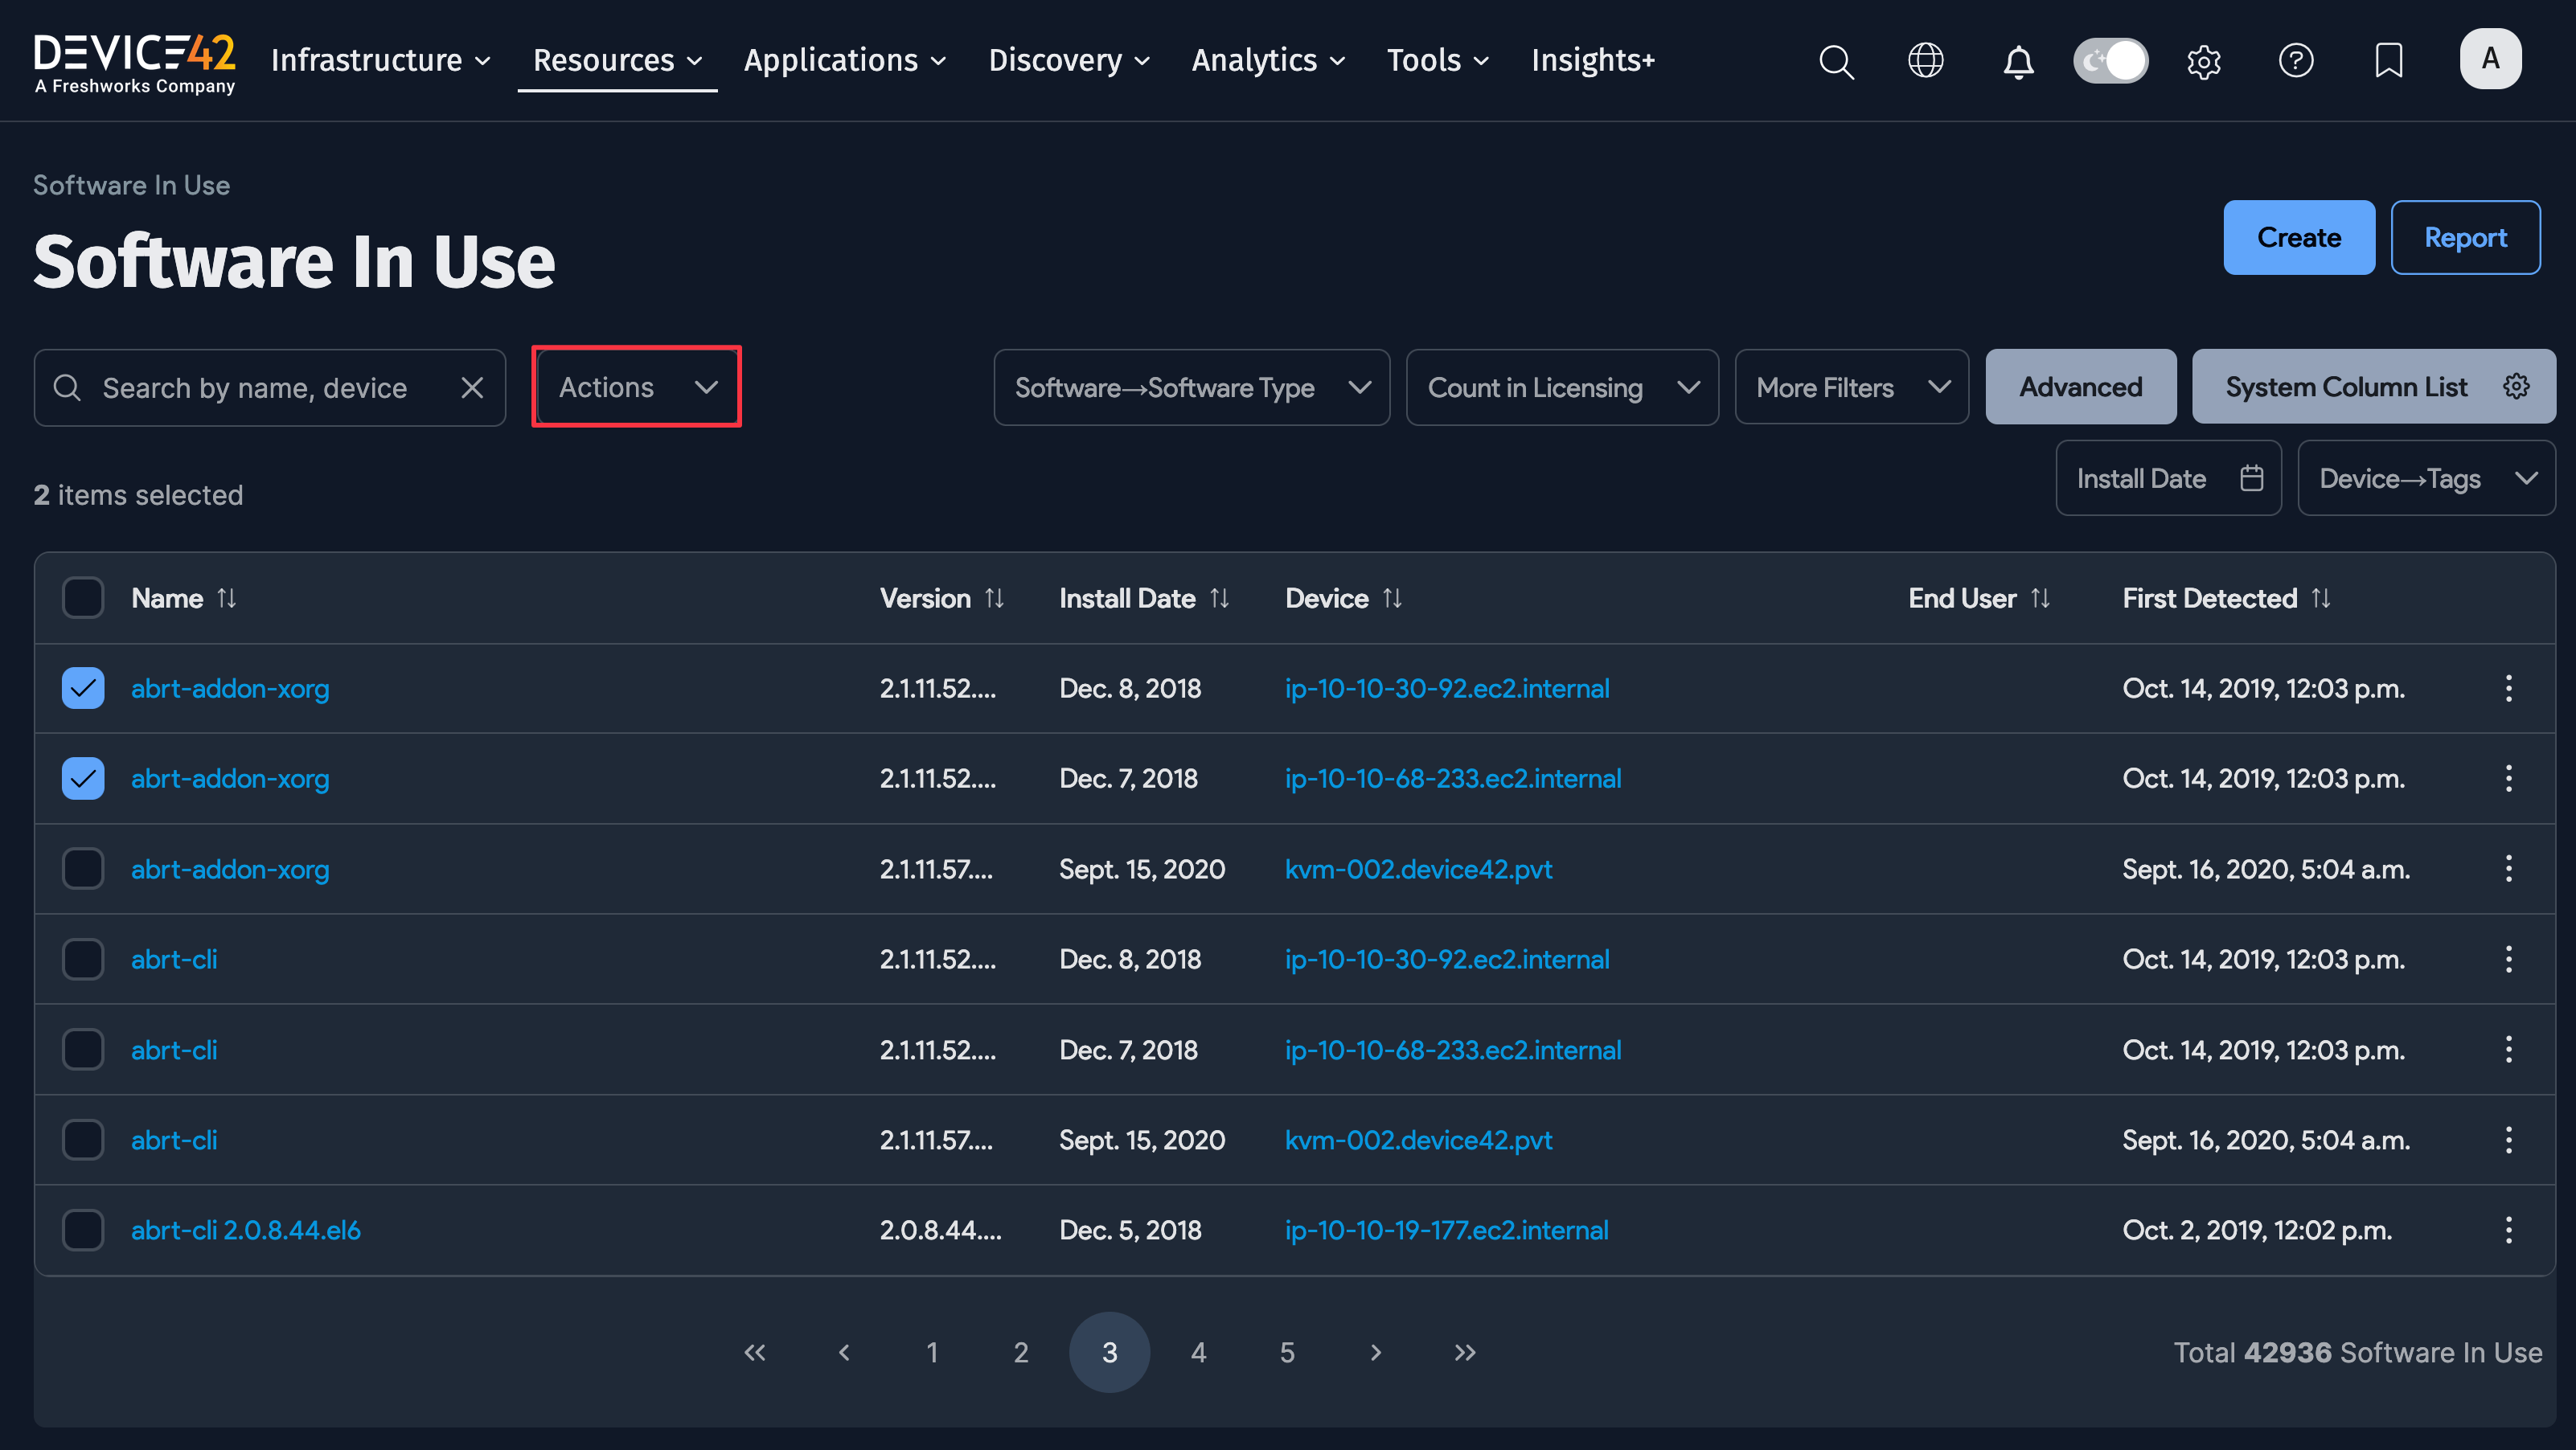 DEVICE42
A Freshworks Company
Infrastructure
Resources
Applications
Discovery
Analytics
Tools
Insights+
A
Software In Use
Software In Use
Create
Report
Search by name, device
Actions
Software→Software Type
Count in Licensing
More Filters
Advanced
System Column List
Install Date
Device→Tags
2 items selected
Name Version Install Date Device End User First Detected
abrt-addon-xorg 2.1.11.52.... Dec. 8, 2018 ip-10-10-30-92.ec2.internal Oct. 14, 2019, 12:03 p.m.
abrt-addon-xorg 2.1.11.52.... Dec. 7, 2018 ip-10-10-68-233.ec2.internal Oct. 14, 2019, 12:03 p.m.
abrt-addon-xorg 2.1.11.57.... Sept. 15, 2020 kvm-002.device42.pvt Sept. 16, 2020, 5:04 a.m.
abrt-cli 2.1.11.52.... Dec. 8, 2018 ip-10-10-30-92.ec2.internal Oct. 14, 2019, 12:03 p.m.
abrt-cli 2.1.11.52.... Dec. 7, 2018 ip-10-10-68-233.ec2.internal Oct. 14, 2019, 12:03 p.m.
abrt-cli 2.1.11.57.... Sept. 15, 2020 kvm-002.device42.pvt Sept. 16, 2020, 5:04 a.m.
abrt-cli 2.0.8.44.el6 2.0.8.44.... Dec. 5, 2018 ip-10-10-19-177.ec2.internal Oct. 2, 2019, 12:02 p.m.
« ‹ 1 2 3 4 5 › »
Total 42936 Software In Use